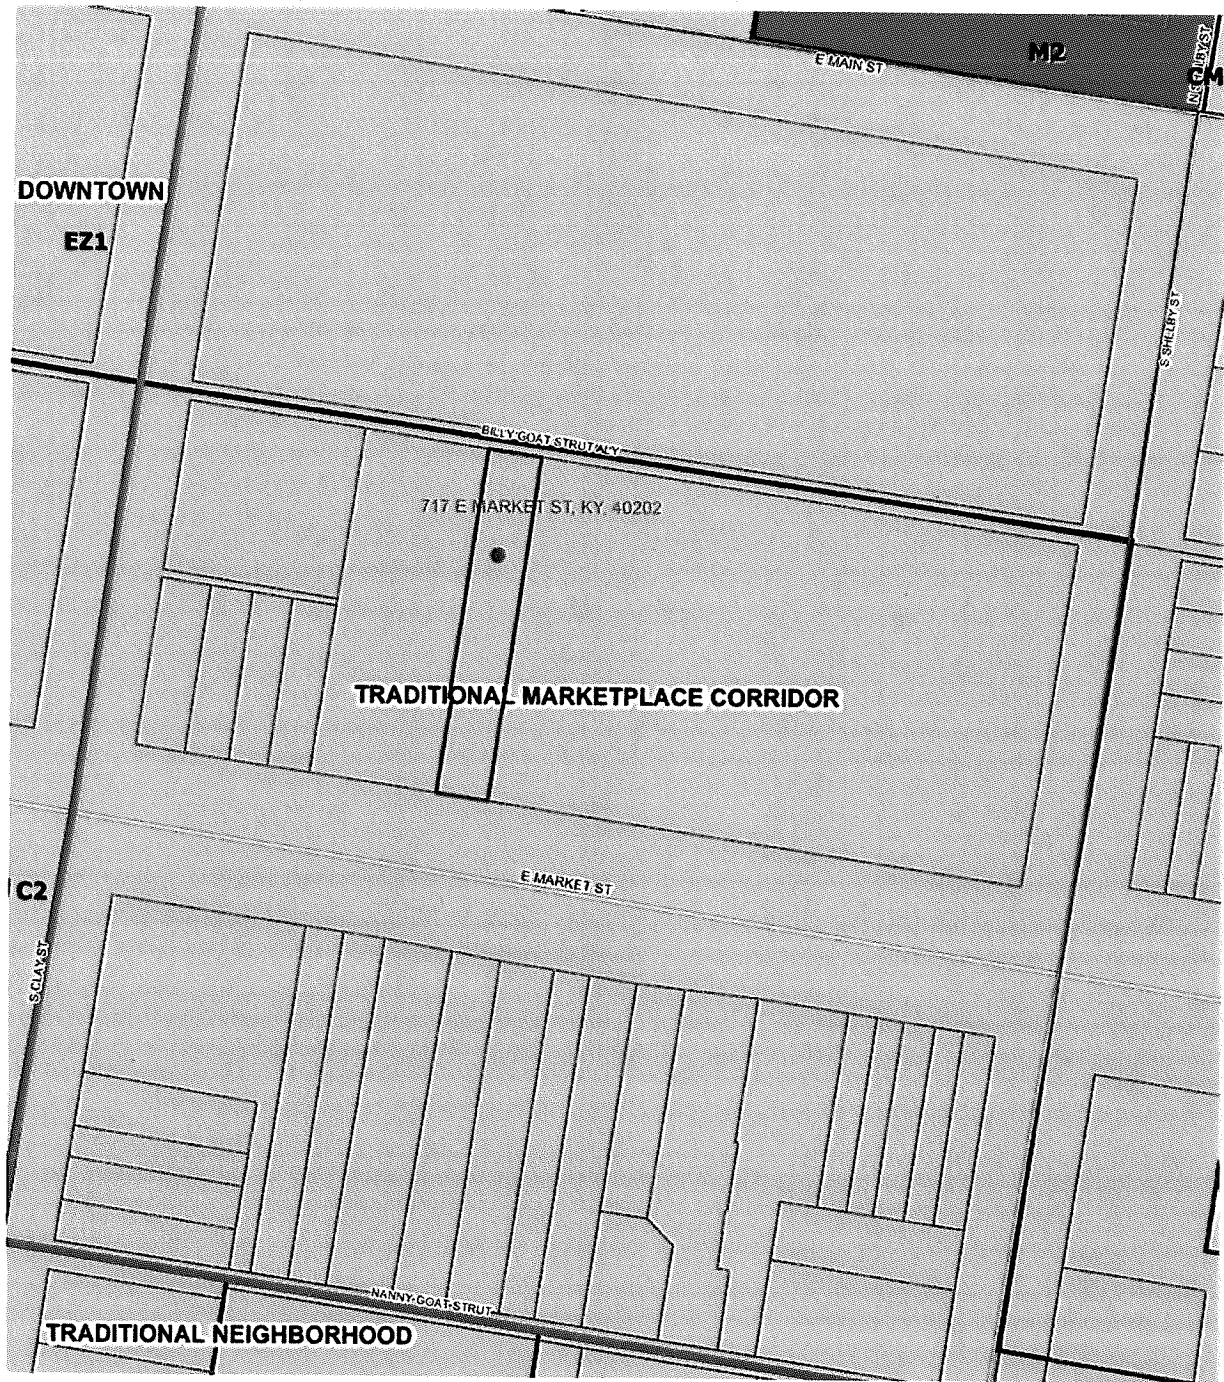 E MAIN ST
M2
CM
DOWNTOWN
EZ1
S SHELBY ST
BILLY GOAT STRUT ALY
717 E MARKET ST, KY, 40202
TRADITIONAL MARKETPLACE CORRIDOR
E MARKET ST
C2
S CLAY ST
NANNY GOAT STRUT
TRADITIONAL NEIGHBORHOOD